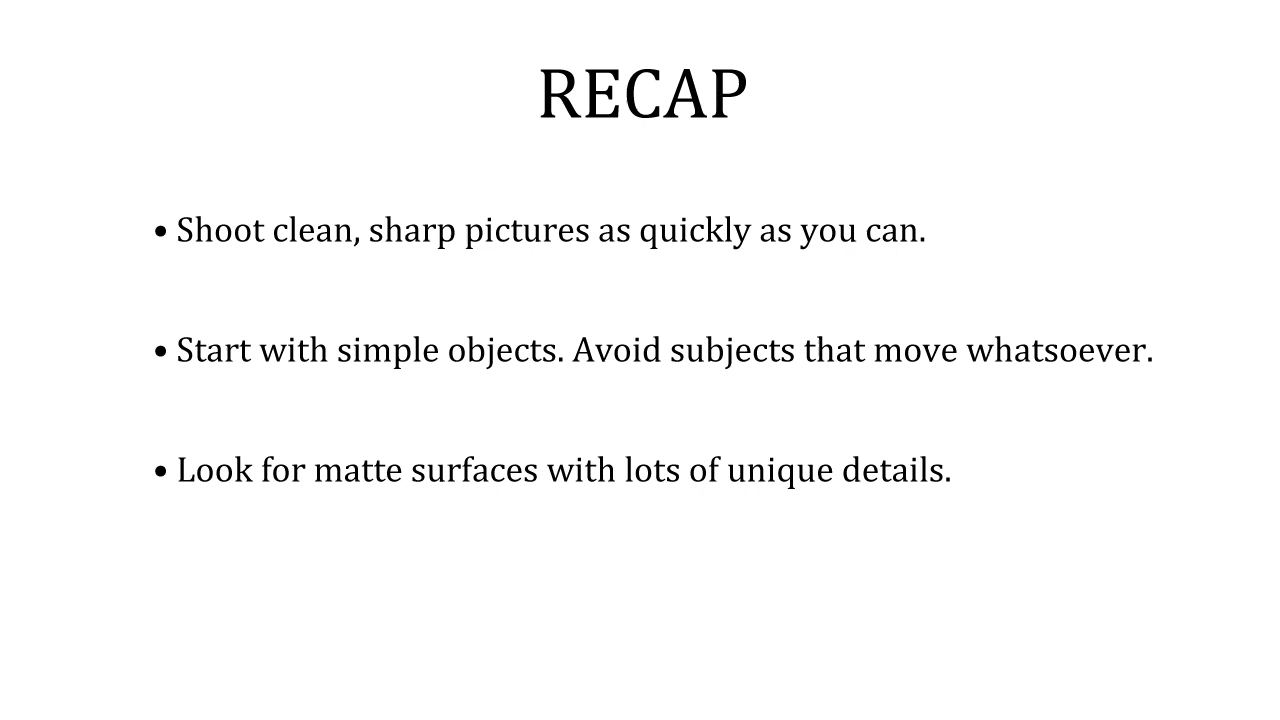 RECAP
• Shoot clean, sharp pictures as quickly as you can.
• Start with simple objects. Avoid subjects that move whatsoever.
• Look for matte surfaces with lots of unique details.